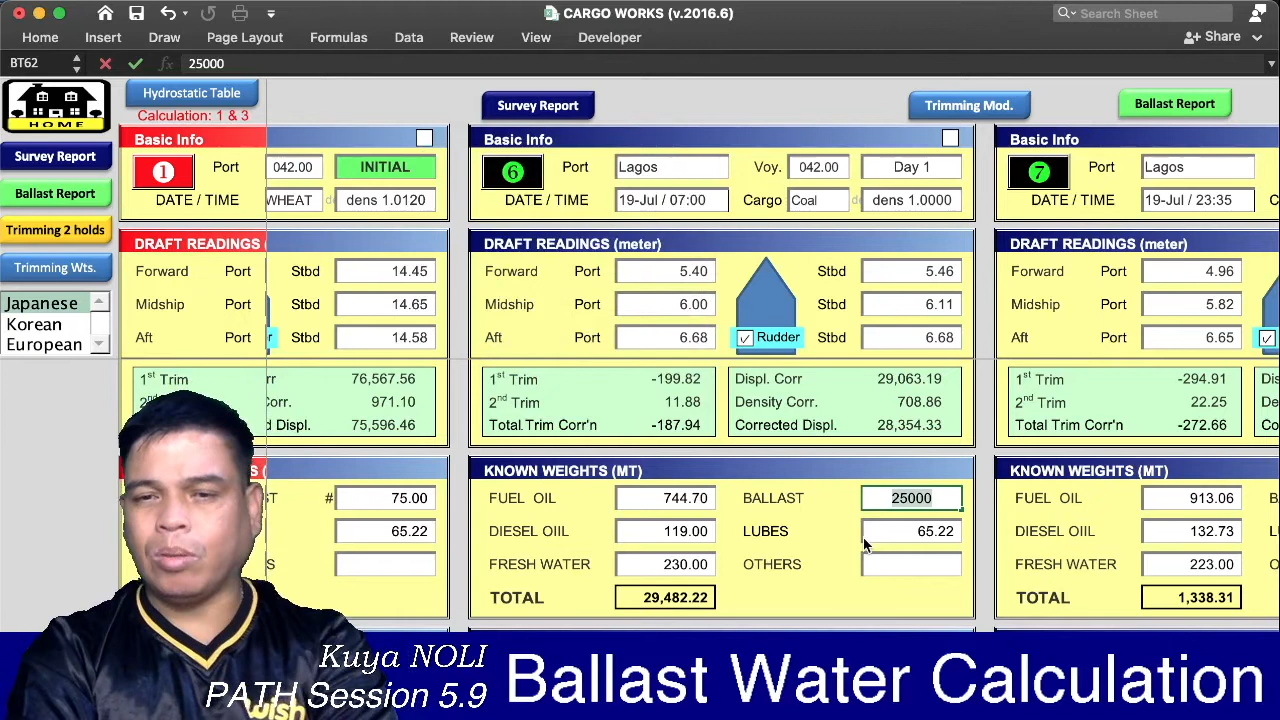 CARGO WORKS (v.2016.6)
Search Sheet
Home Insert Draw Page Layout Formulas Data Review View Developer Share
BT62 fx 25000
HOME
Hydrostatic Table
Calculation: 1 & 3
Survey Report
Trimming Mod.
Ballast Report
Survey Report
Ballast Report
Trimming 2 holds
Trimming Wts.
Japanese
Korean
European
Basic Info
1 Port 042.00 INITIAL
DATE / TIME WHEAT dens 1.0120
DRAFT READINGS (
Forward Port Stbd 14.45
Midship Port Stbd 14.65
Aft Port r Stbd 14.58
1st Trim rr 76,567.56
2nd Corr. 971.10
d Displ. 75,596.46
ST # 75.00
65.22
S
Basic Info
6 Port Lagos Voy. 042.00 Day 1
DATE / TIME 19-Jul / 07:00 Cargo Coal dens 1.0000
DRAFT READINGS (meter)
Forward Port 5.40 Stbd 5.46
Midship Port 6.00 Stbd 6.11
Aft Port 6.68 Rudder Stbd 6.68
1st Trim -199.82 Displ. Corr 29,063.19
2nd Trim 11.88 Density Corr. 708.86
Total Trim Corr'n -187.94 Corrected Displ. 28,354.33
KNOWN WEIGHTS (MT)
FUEL OIL 744.70 BALLAST 25000
DIESEL OIIL 119.00 LUBES 65.22
FRESH WATER 230.00 OTHERS
TOTAL 29,482.22
Basic Info
7 Port Lagos
DATE / TIME 19-Jul / 23:35 C
DRAFT READINGS (meter)
Forward Port 4.96
Midship Port 5.82
Aft Port 6.65
1st Trim -294.91 Dis
2nd Trim 22.25 De
Total Trim Corr'n -272.66 Co
KNOWN WEIGHTS (MT)
FUEL OIL 913.06 B
DIESEL OIIL 132.73 L
FRESH WATER 223.00 O
TOTAL 1,338.31
Kuya NOLI
PATH Session 5.9
Ballast Water Calculation
wish